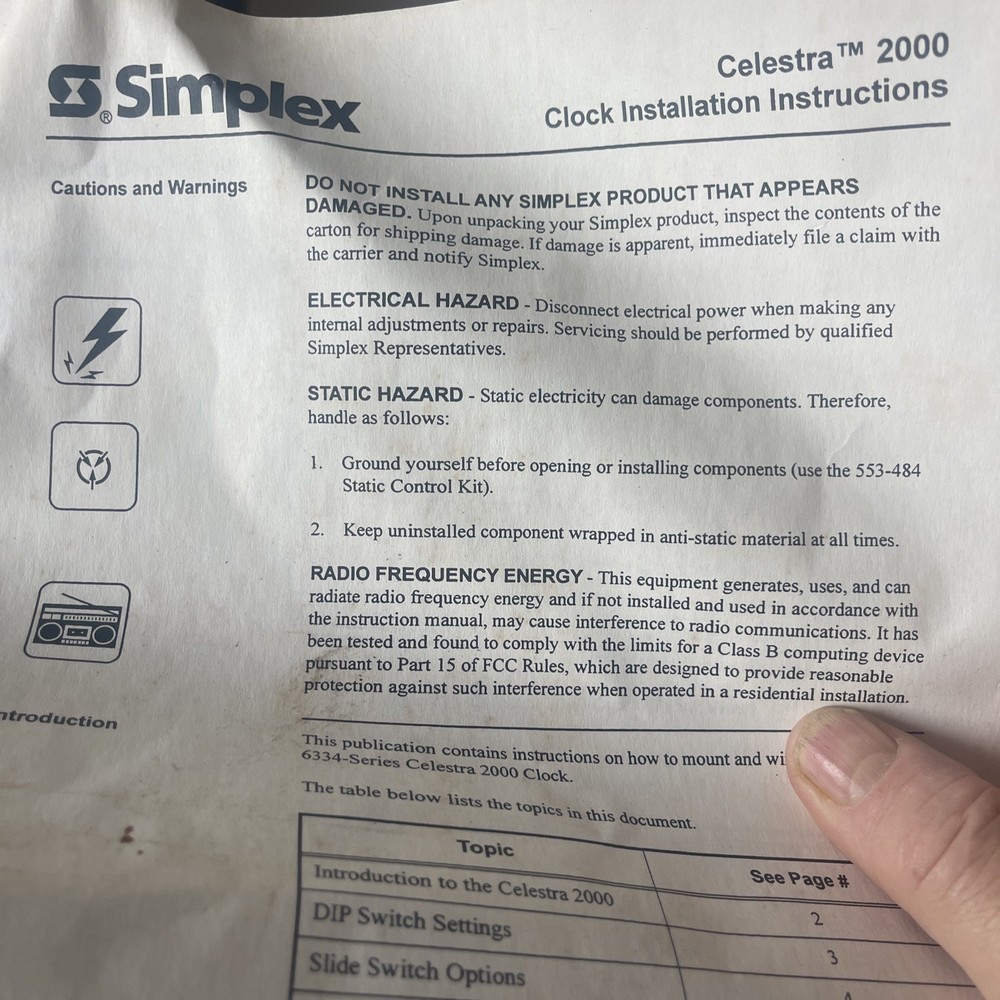 Simplex®
Celestra™ 2000
Clock Installation Instructions
Cautions and Warnings
DO NOT INSTALL ANY SIMPLEX PRODUCT THAT APPEARS
DAMAGED. Upon unpacking your Simplex product, inspect the contents of the
carton for shipping damage. If damage is apparent, immediately file a claim with
the carrier and notify Simplex.
ELECTRICAL HAZARD - Disconnect electrical power when making any
internal adjustments or repairs. Servicing should be performed by qualified
Simplex Representatives.
STATIC HAZARD - Static electricity can damage components. Therefore,
handle as follows:
1. Ground yourself before opening or installing components (use the 553-484
Static Control Kit).
2. Keep uninstalled component wrapped in anti-static material at all times.
RADIO FREQUENCY ENERGY - This equipment generates, uses, and can
radiate radio frequency energy and if not installed and used in accordance with
the instruction manual, may cause interference to radio communications. It has
been tested and found to comply with the limits for a Class B computing device
pursuant to Part 15 of FCC Rules, which are designed to provide reasonable
protection against such interference when operated in a residential installation.
ntroduction
This publication contains instructions on how to mount and wi
6334-Series Celestra 2000 Clock.
The table below lists the topics in this document.
Topic See Page #
Introduction to the Celestra 2000 2
DIP Switch Settings 3
Slide Switch Options